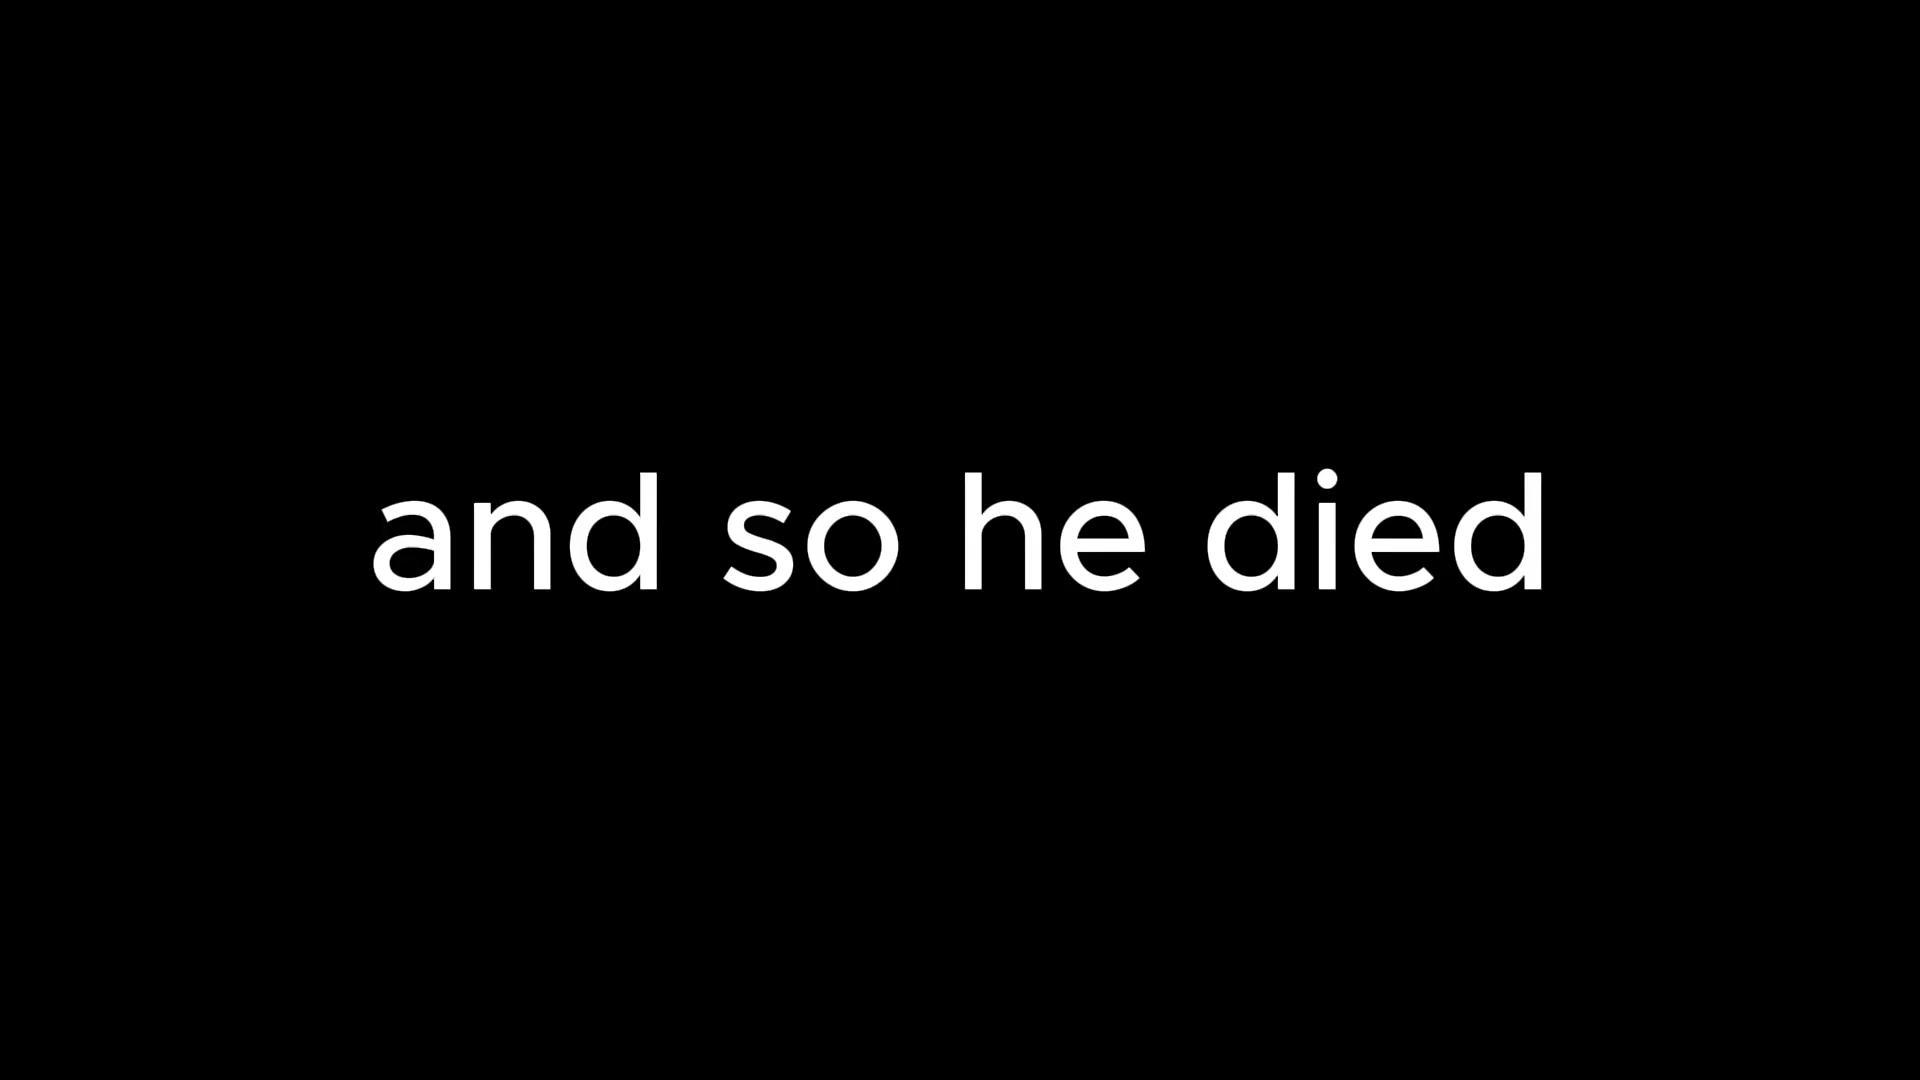 and so he died